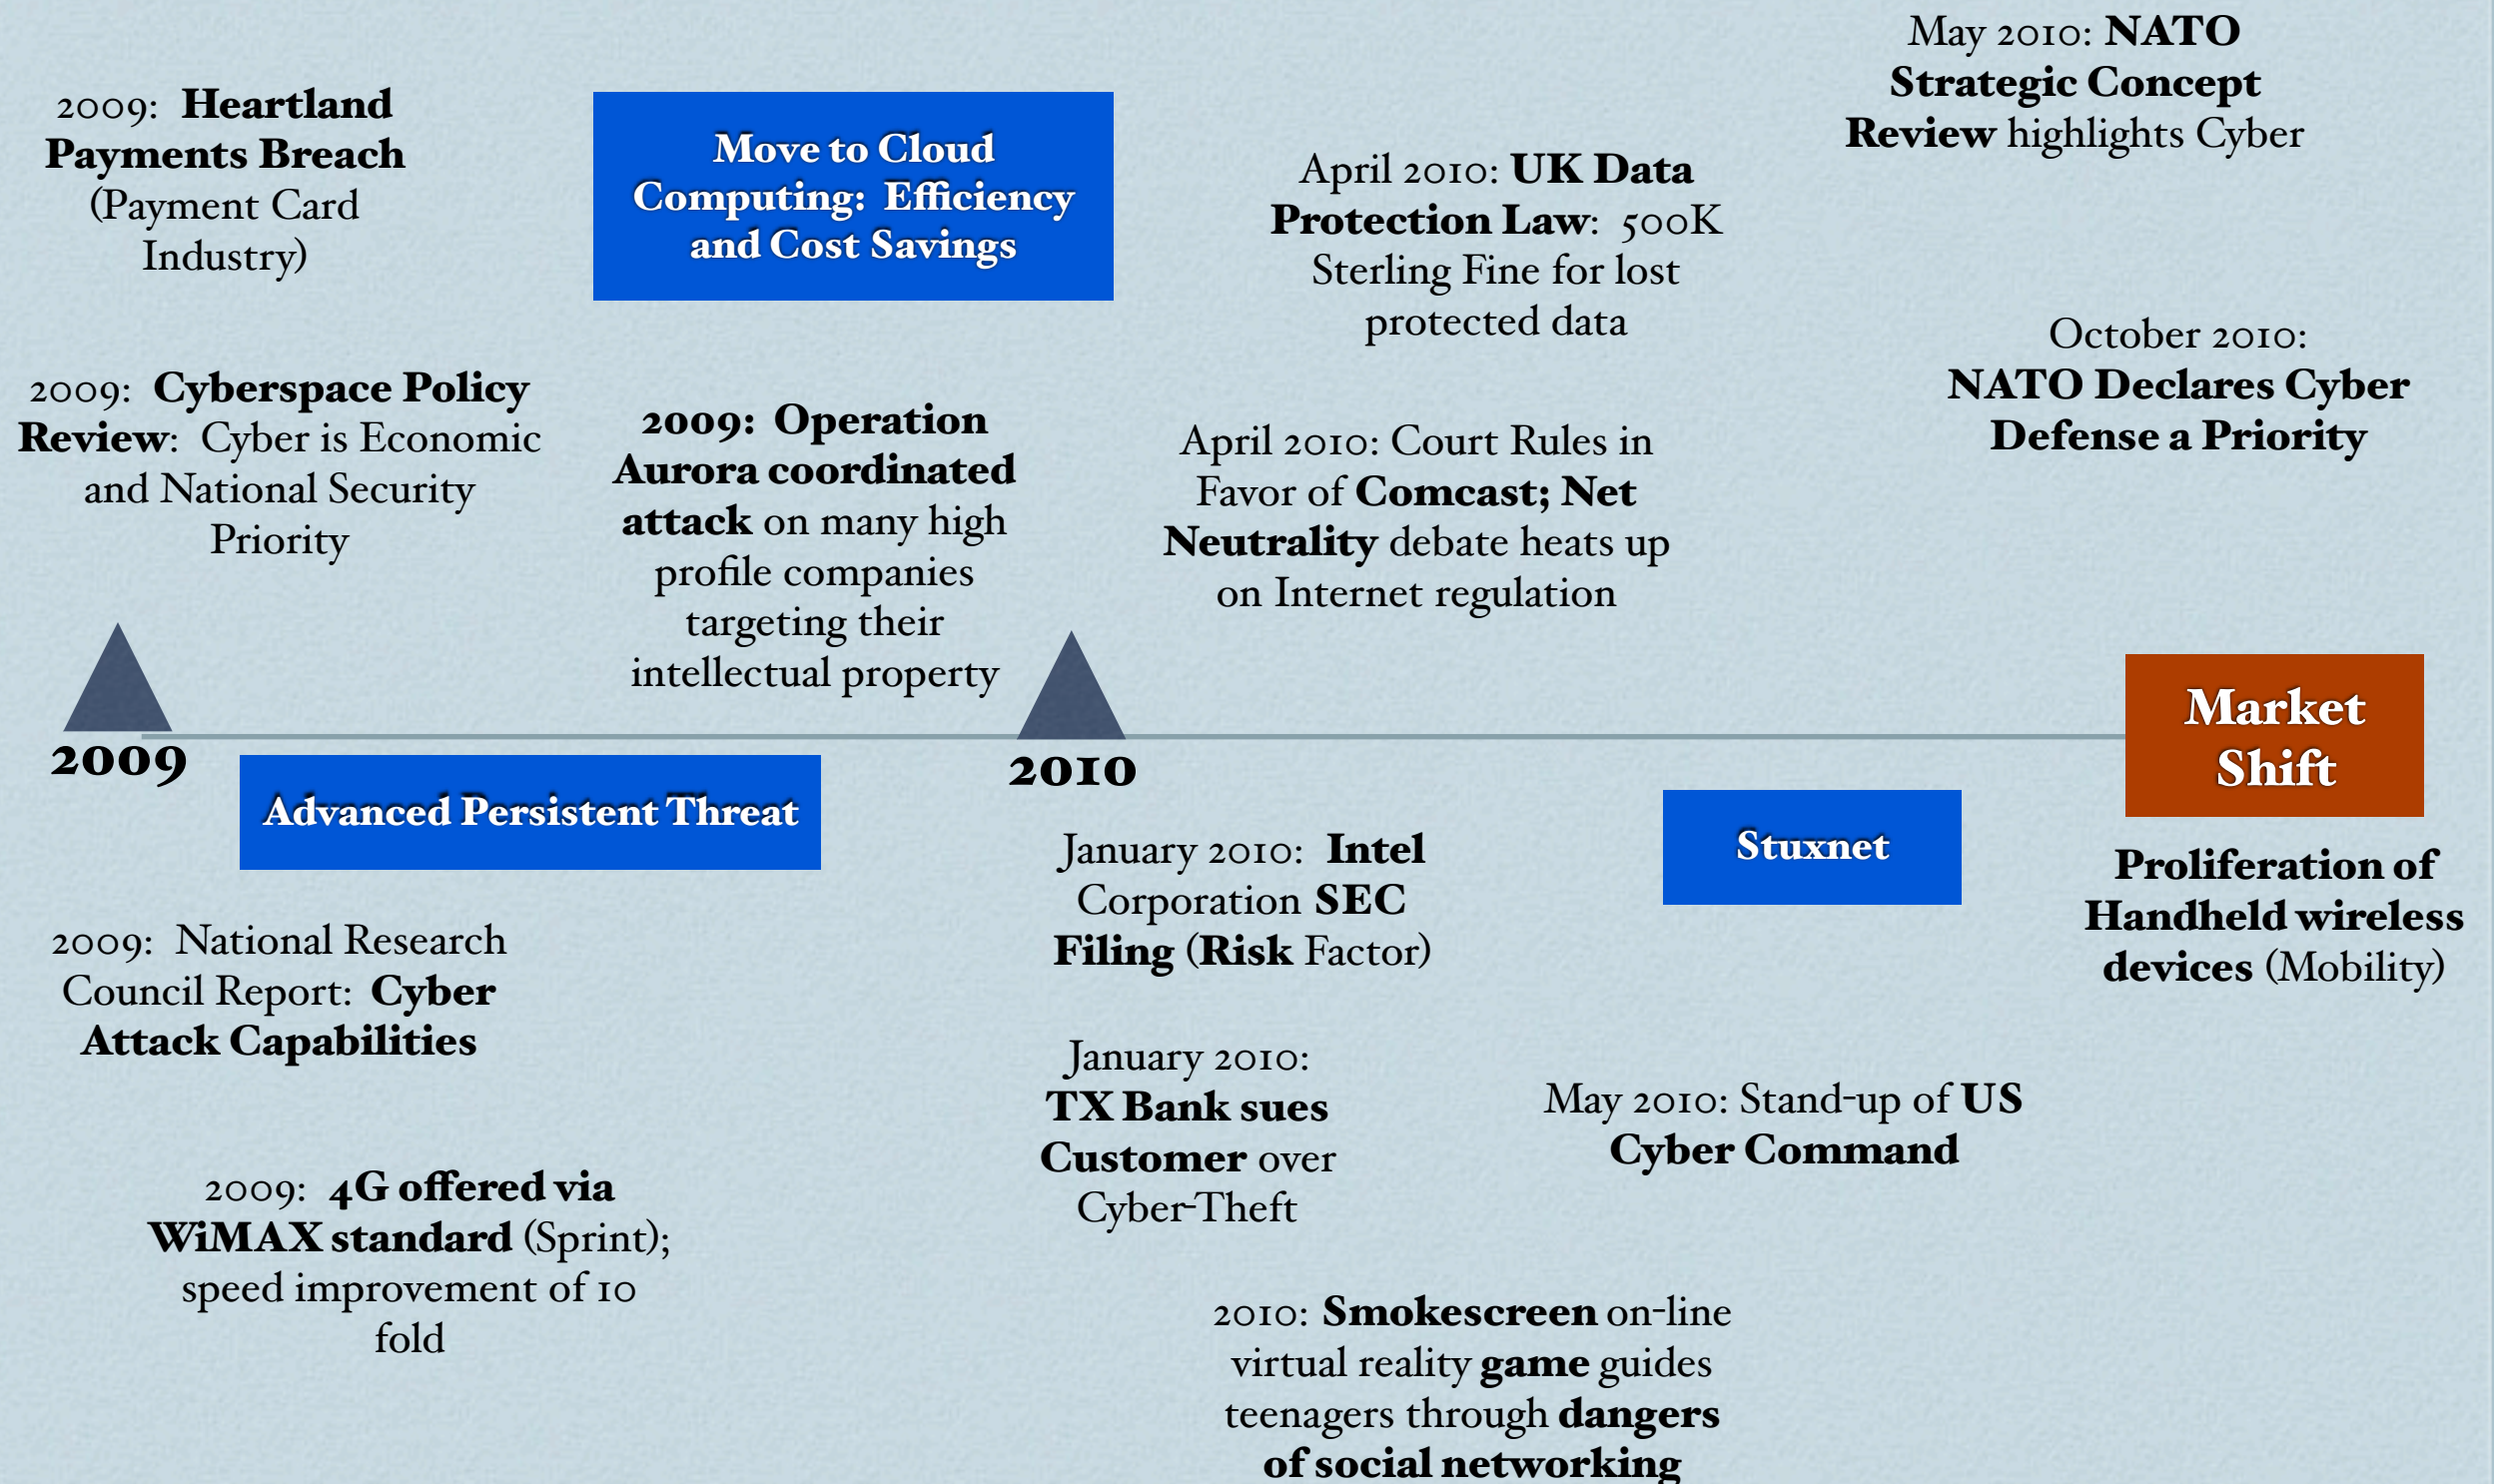 2009: Heartland
Payments Breach
(Payment Card
Industry)
Move to Cloud
Computing: Efficiency
and Cost Savings
April 2010: UK Data
Protection Law: 500K
Sterling Fine for lost
protected data
May 2010: NATO
Strategic Concept
Review highlights Cyber
2009: Cyberspace Policy
Review: Cyber is Economic
and National Security
Priority
2009: Operation
Aurora coordinated
attack on many high
profile companies
targeting their
intellectual property
April 2010: Court Rules in
Favor of Comcast; Net
Neutrality debate heats up
on Internet regulation
October 2010:
NATO Declares Cyber
Defense a Priority
2009
2010
Market
Shift
Advanced Persistent Threat
Stuxnet
Proliferation of
Handheld wireless
devices (Mobility)
2009: National Research
Council Report: Cyber
Attack Capabilities
January 2010: Intel
Corporation SEC
Filing (Risk Factor)
January 2010:
TX Bank sues
Customer over
Cyber-Theft
May 2010: Stand-up of US
Cyber Command
2009: 4G offered via
WiMAX standard (Sprint);
speed improvement of 10
fold
2010: Smokescreen on-line
virtual reality game guides
teenagers through dangers
of social networking